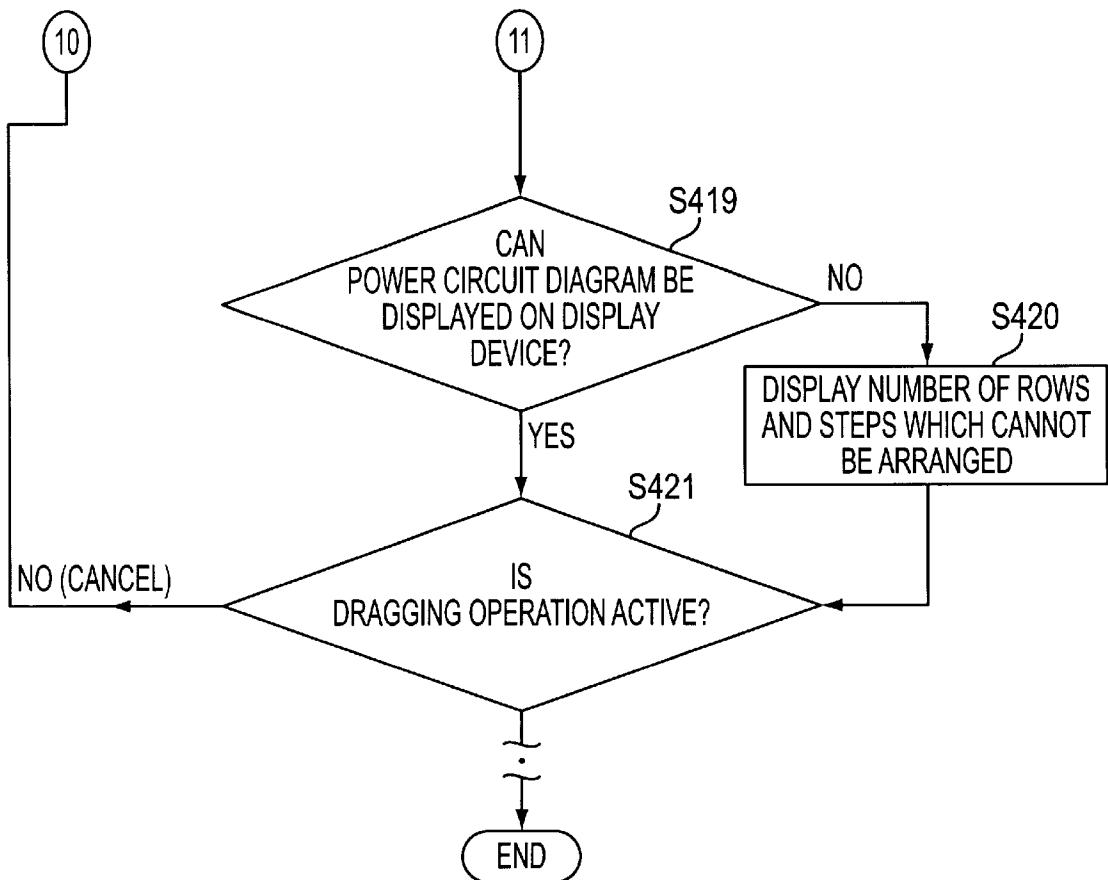 10
11
S419
CAN
POWER CIRCUIT DIAGRAM BE
DISPLAYED ON DISPLAY
DEVICE?
NO
S420
DISPLAY NUMBER OF ROWS
AND STEPS WHICH CANNOT
BE ARRANGED
YES
S421
IS
DRAGGING OPERATION ACTIVE?
NO (CANCEL)
END